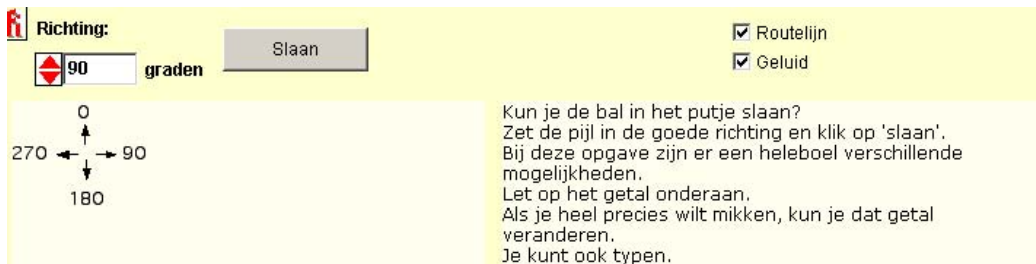 Richting:
90 graden
Slaan
Routelijn
Geluid
0
270 90
180
Kun je de bal in het putje slaan?
Zet de pijl in de goede richting en klik op 'slaan'.
Bij deze opgave zijn er een heleboel verschillende
mogelijkheden.
Let op het getal onderaan.
Als je heel precies wilt mikken, kun je dat getal
veranderen.
Je kunt ook typen.